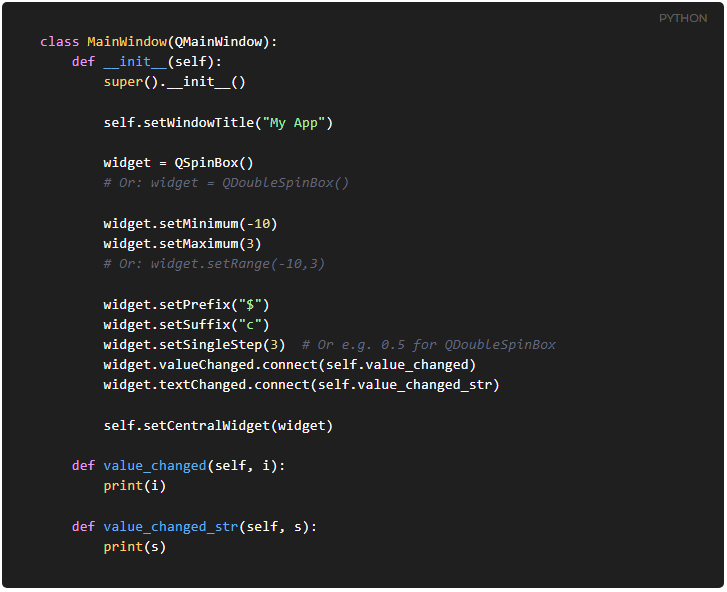 PYTHON
class MainWindow(QMainWindow):
    def __init__(self):
        super().__init__()

        self.setWindowTitle("My App")

        widget = QSpinBox()
        # Or: widget = QDoubleSpinBox()

        widget.setMinimum(-10)
        widget.setMaximum(3)
        # Or: widget.setRange(-10,3)

        widget.setPrefix("$")
        widget.setSuffix("c")
        widget.setSingleStep(3)  # Or e.g. 0.5 for QDoubleSpinBox
        widget.valueChanged.connect(self.value_changed)
        widget.textChanged.connect(self.value_changed_str)

        self.setCentralWidget(widget)

    def value_changed(self, i):
        print(i)

    def value_changed_str(self, s):
        print(s)